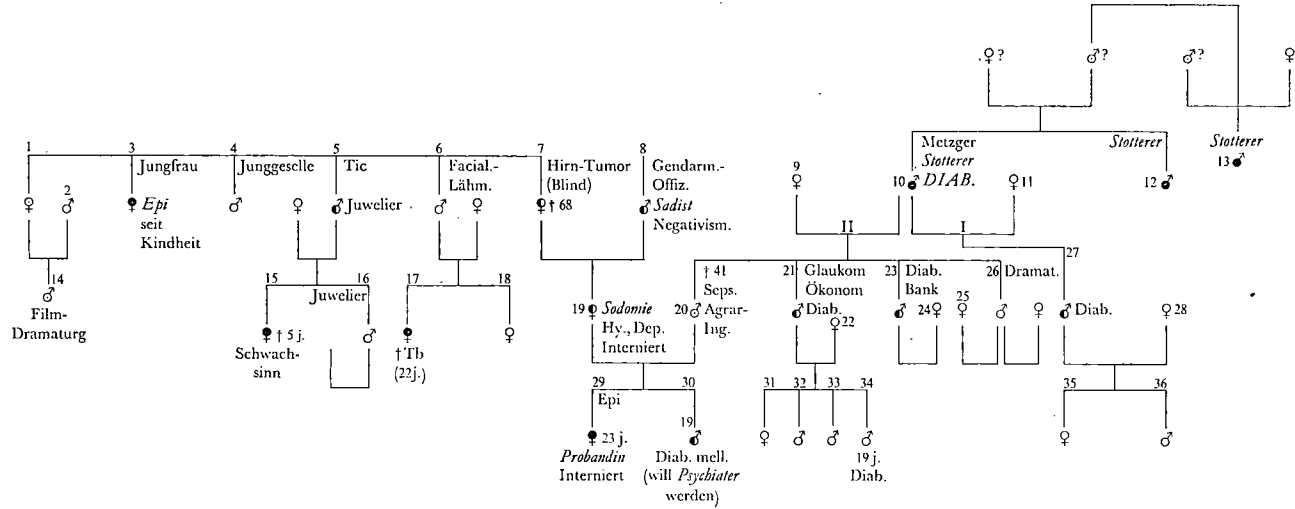 ♀? ♂? ♂? ♀
1 3 4 5 6 7 8
Jungfrau Junggeselle Tic Facial.- Hirn-Tumor Gendarm.-
Lähm. (Blind) Offiz.
Metzger Stotterer Stotterer
Stotterer 13 ♂
9 10 ♂ DIAB. ♀ 11 12 ♂
♀
2
♀ ♂ ♀ Epi ♂ ♀ ♂ Juwelier ♂ ♀ ♀ † 68 ♂ Sadist
seit Negativism.
Kindheit
II I
27
14
♂
Film-
Dramaturg
15 16
Juwelier
♀ † 5 j. ♂
Schwach-
sinn
17 18
♀ ♀
† Tb
(22 j.)
19 ♀ Sodomie
Hy., Dep.
Interniert
† 41
Seps.
20 ♂ Agrar-
Ing.
21 Glaukom
Ökonom
♂ Diab.
♀ 22
23 Diab.
Bank
♂ 24 ♀
25
♀
26 Dramat.
♂ ♀
♂ Diab. ♀ 28
29 30
Epi
♀ 23 j.
Probandin
Interniert
19
♂
Diab. mell.
(will Psychiater
werden)
31 32 33 34
♀ ♂ ♂ ♂
19 j.
Diab.
35 36
♀ ♂